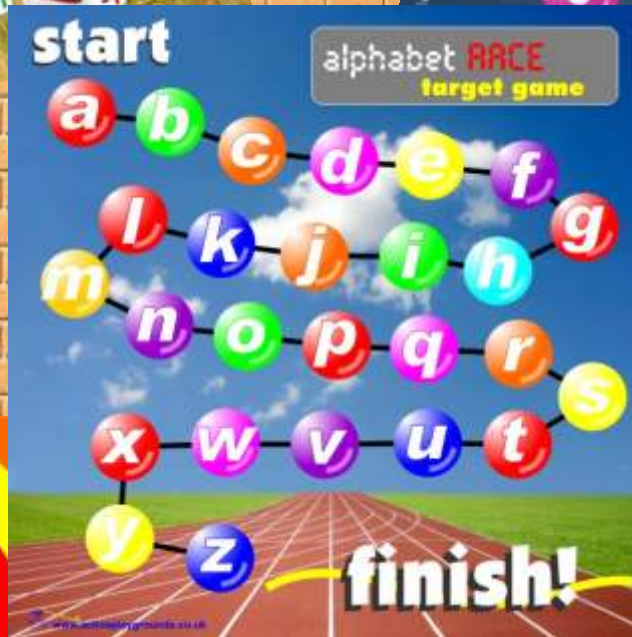 start
alphabet RACE
target game
a b c d e f
g
l k j i h
m
n o p q r
s
x w v u t
y z
finish!